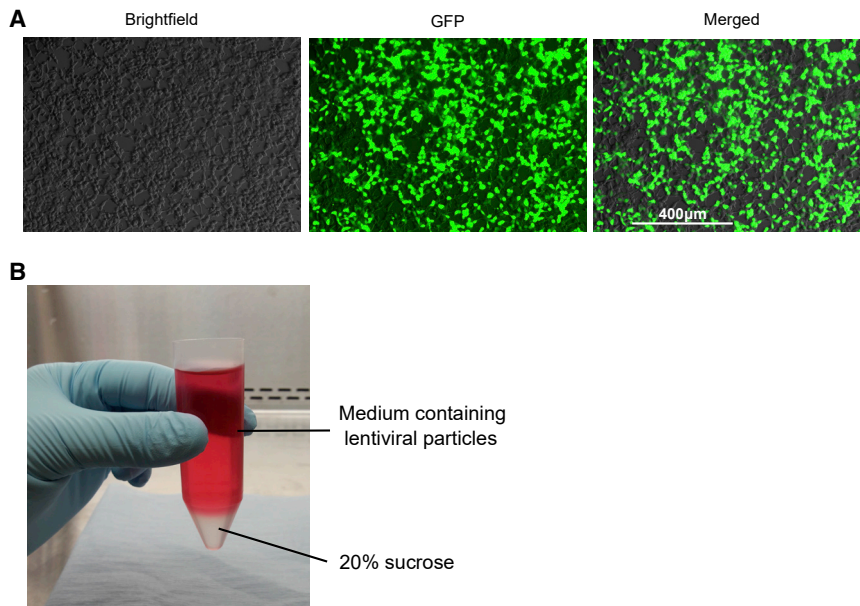 A
Brightfield
GFP
Merged
400µm
B
Medium containing
lentiviral particles
20% sucrose